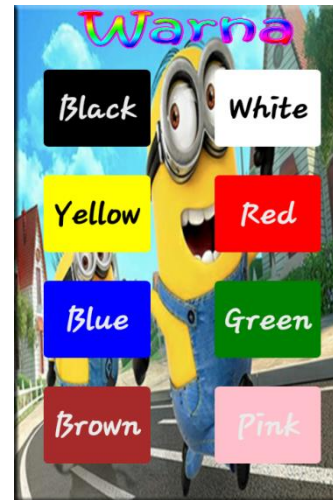 Warna
Black
White
Yellow
Red
Blue
Green
Brown
Pink